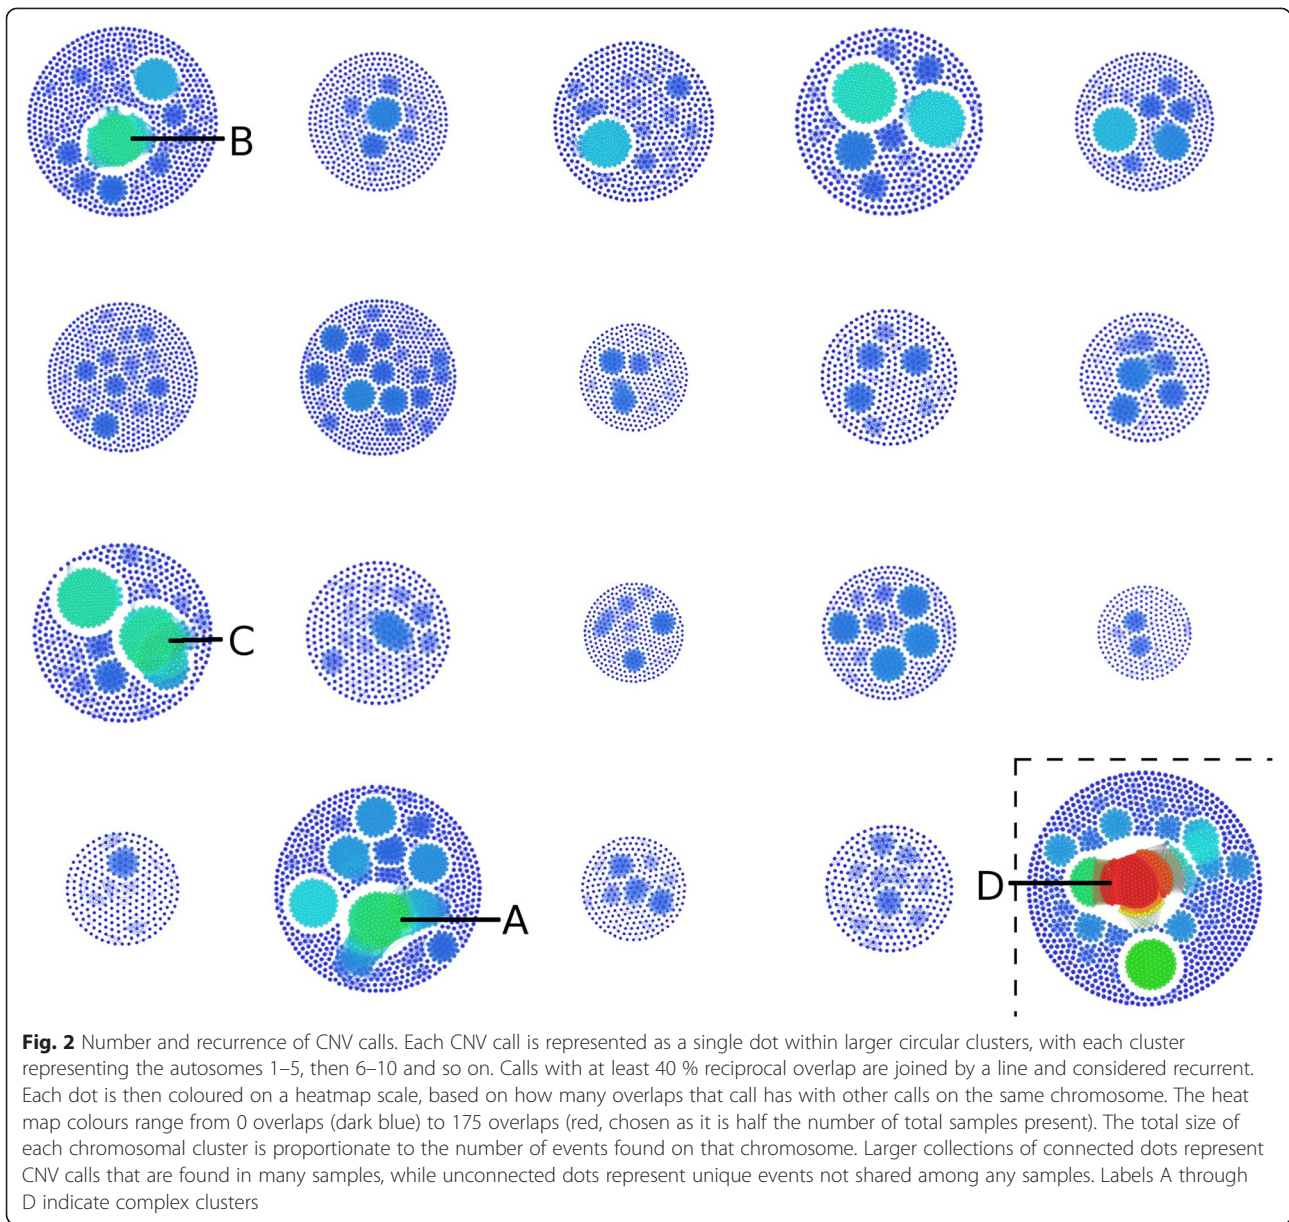 B
C
A
D
Fig. 2 Number and recurrence of CNV calls. Each CNV call is represented as a single dot within larger circular clusters, with each cluster
representing the autosomes 1–5, then 6–10 and so on. Calls with at least 40 % reciprocal overlap are joined by a line and considered recurrent.
Each dot is then coloured on a heatmap scale, based on how many overlaps that call has with other calls on the same chromosome. The heat
map colours range from 0 overlaps (dark blue) to 175 overlaps (red, chosen as it is half the number of total samples present). The total size of
each chromosomal cluster is proportionate to the number of events found on that chromosome. Larger collections of connected dots represent
CNV calls that are found in many samples, while unconnected dots represent unique events not shared among any samples. Labels A through
D indicate complex clusters